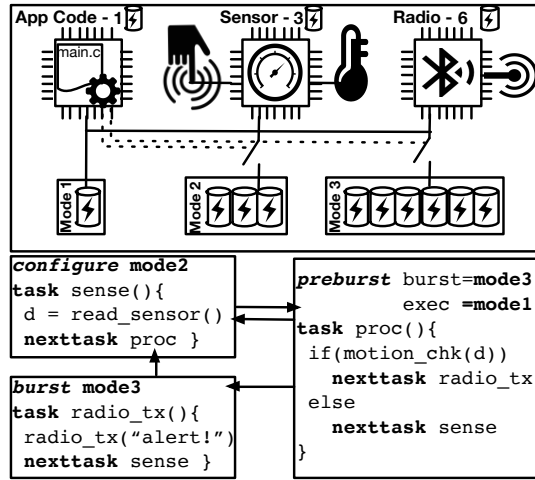 App Code - 1
Sensor - 3
Radio - 6
main.c
Mode 1
Mode 2
Mode 3
configure mode2
task sense(){
d = read_sensor()
nexttask proc }
burst mode3
task radio_tx(){
radio_tx(“alert!”)
nexttask sense }
preburst burst=mode3
exec =mode1
task proc(){
if(motion_chk(d))
nexttask radio_tx
else
nexttask sense
}